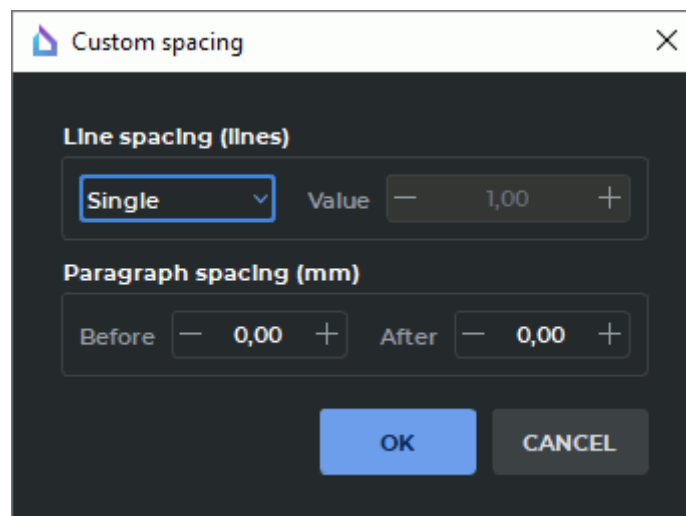 Custom spacing
Line spacing (lines)
Single Value 1,00
Paragraph spacing (mm)
Before 0,00 After 0,00
OK CANCEL